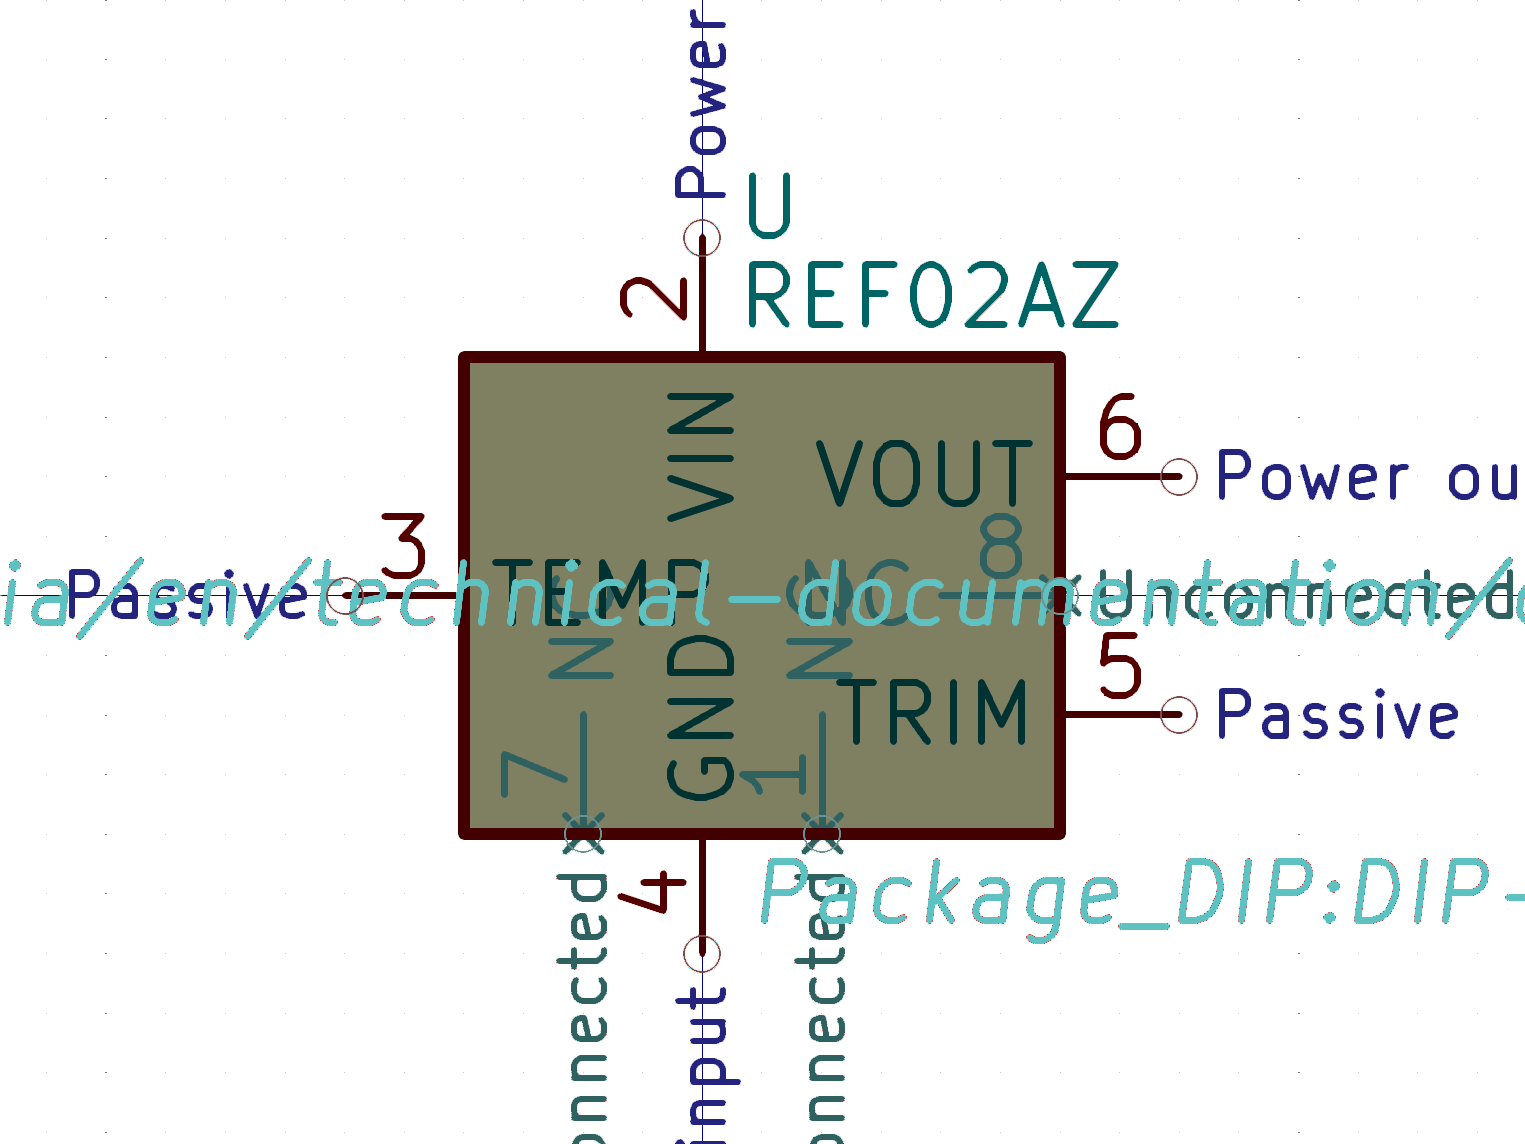 Power
U
REF02AZ
2
VIN
6
VOUT
Power ou
3
8
Passive
TEMP
NC
Unconnected
ia/en/technical-documentation/
NC
NC
GND
5
TRIM
Passive
7
1
4
Package_DIP:DIP-
onnected
input
onnected